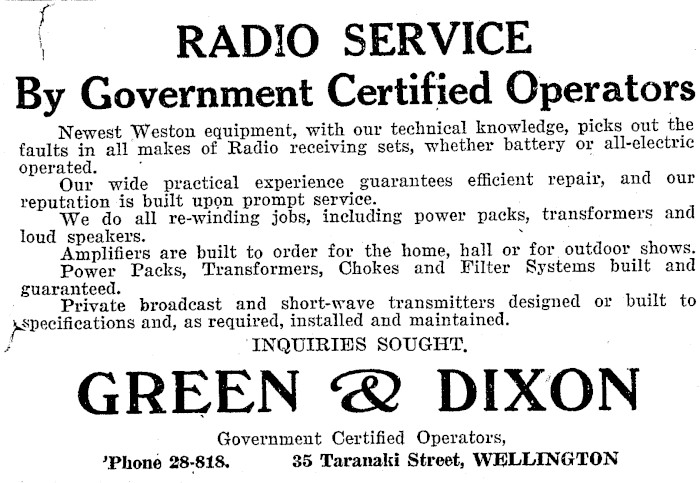 RADIO SERVICE
By Government Certified Operators
Newest Weston equipment, with our technical knowledge, picks out the
faults in all makes of Radio receiving sets, whether battery or all-electric
operated.
Our wide practical experience guarantees efficient repair, and our
reputation is built upon prompt service.
We do all re-winding jobs, including power packs, transformers and
loud speakers.
Amplifiers are built to order for the home, hall or for outdoor shows.
Power Packs, Transformers, Chokes and Filter Systems built and
guaranteed.
Private broadcast and short-wave transmitters designed or built to
specifications and, as required, installed and maintained.
INQUIRIES SOUGHT.
GREEN & DIXON
Government Certified Operators,
'Phone 28-818. 35 Taranaki Street, WELLINGTON